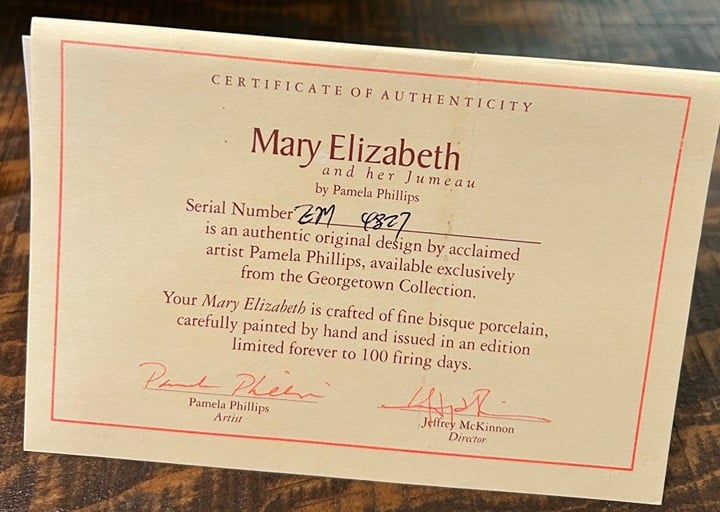 CERTIFICATE OF AUTHENTICITY
Mary Elizabeth
and her Jumeau
by Pamela Phillips
Serial Number ZM 4827
is an authentic original design by acclaimed
artist Pamela Phillips, available exclusively
from the Georgetown Collection.
Your Mary Elizabeth is crafted of fine bisque porcelain,
carefully painted by hand and issued in an edition
limited forever to 100 firing days.
Pamela Phillips
Pamela Phillips
Artist
Jeffrey McKinnon
Director